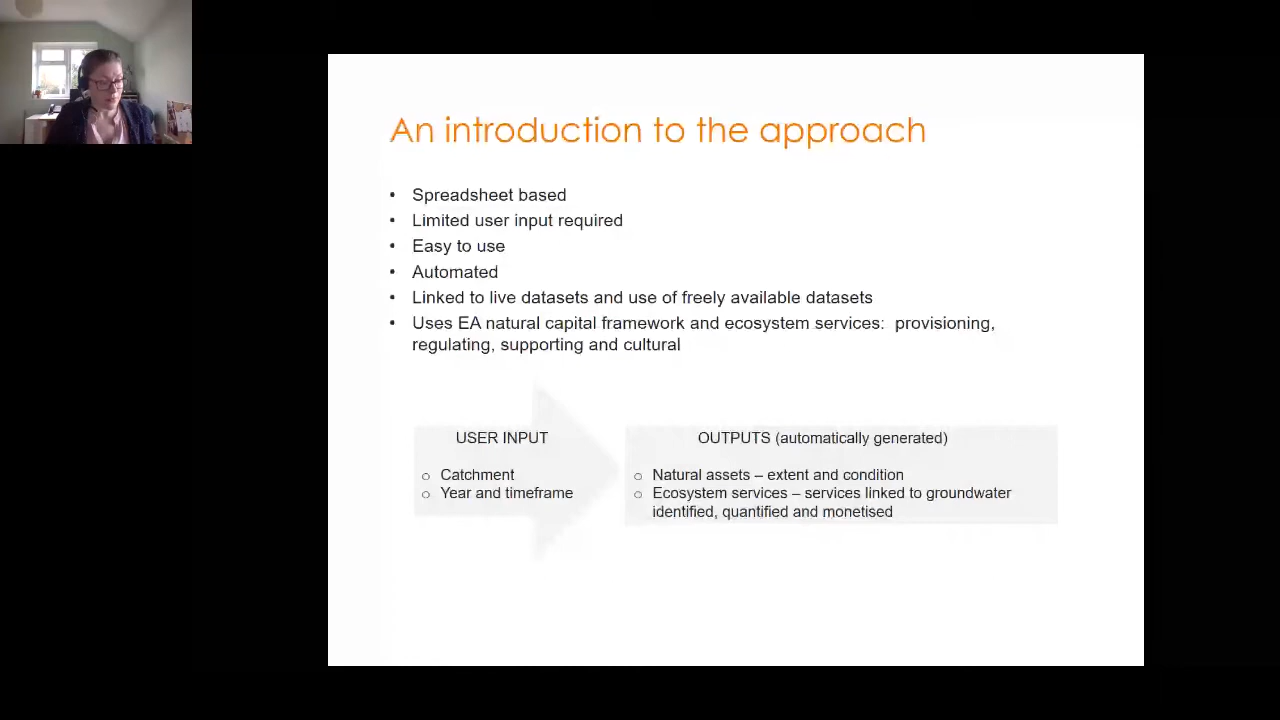 An introduction to the approach
• Spreadsheet based
• Limited user input required
• Easy to use
• Automated
• Linked to live datasets and use of freely available datasets
• Uses EA natural capital framework and ecosystem services:  provisioning,
regulating, supporting and cultural
USER INPUT
o Catchment
o Year and timeframe
OUTPUTS (automatically generated)
o Natural assets – extent and condition
o Ecosystem services – services linked to groundwater
identified, quantified and monetised